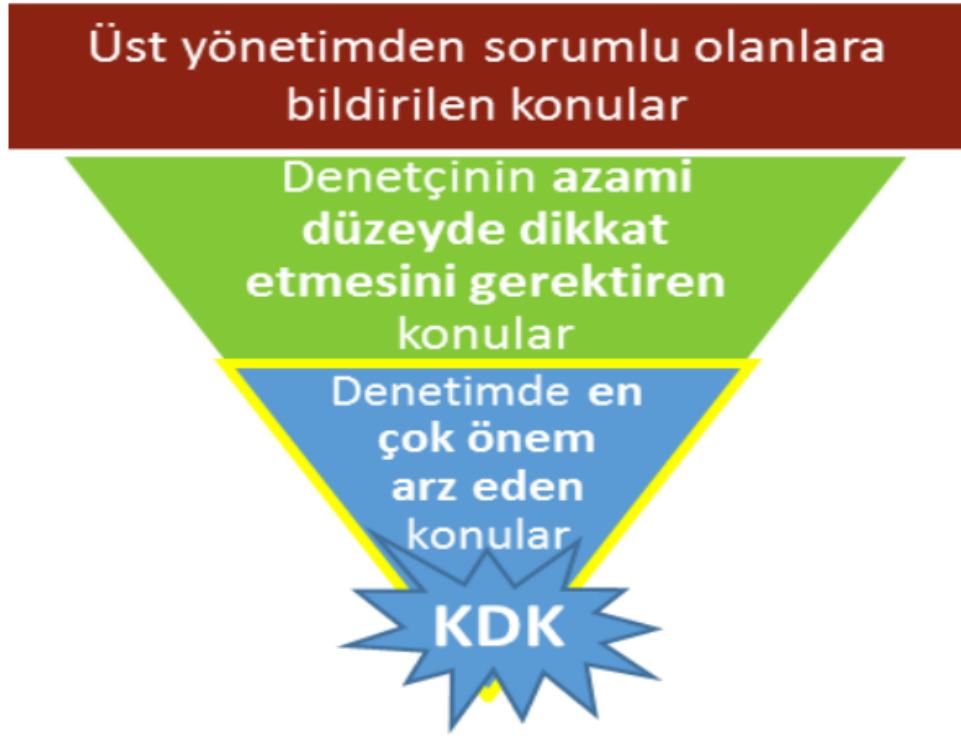 Üst yönetimden sorumlu olanlara
bildirilen konular
Denetçinin azami
düzeyde dikkat
etmesini gerektiren
konular
Denetimde en
çok önem
arz eden
konular
KDK